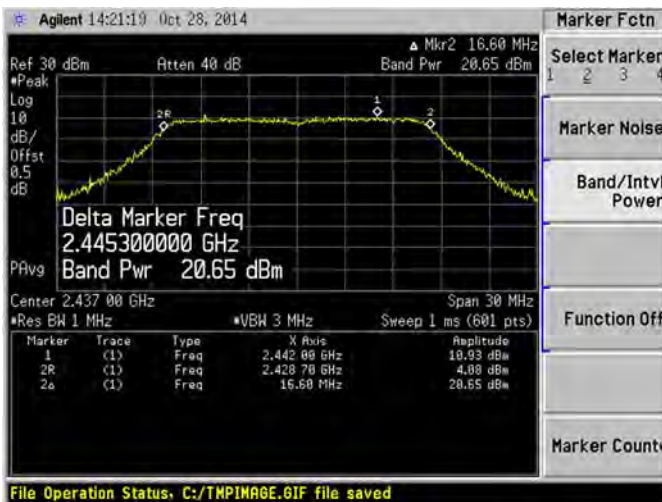 Agilent 14:21:19 Oct 28, 2014
Marker Fctn
Δ Mkr2 16.60 MHz
Ref 30 dBm Atten 40 dB Band Pwr 20.65 dBm
#Peak
Log
10
dB/
Offst
0.5
dB
PAvg
2R
1
2
Delta Marker Freq
2.445300000 GHz
Band Pwr 20.65 dBm
Center 2.437 00 GHz Span 30 MHz
#Res BW 1 MHz #VBW 3 MHz Sweep 1 ms (601 pts)
Marker Trace Type X Axis Amplitude
1 (1) Freq 2.442 00 GHz 10.93 dBm
2R (1) Freq 2.428 70 GHz 4.08 dBm
2Δ (1) Freq 16.60 MHz 20.65 dBm
Select Marker
1 2 3 4
Marker Noise
Band/Intvl
Power
Function Off
Marker Count
File Operation Status, C:/TMPIMAGE.GIF file saved